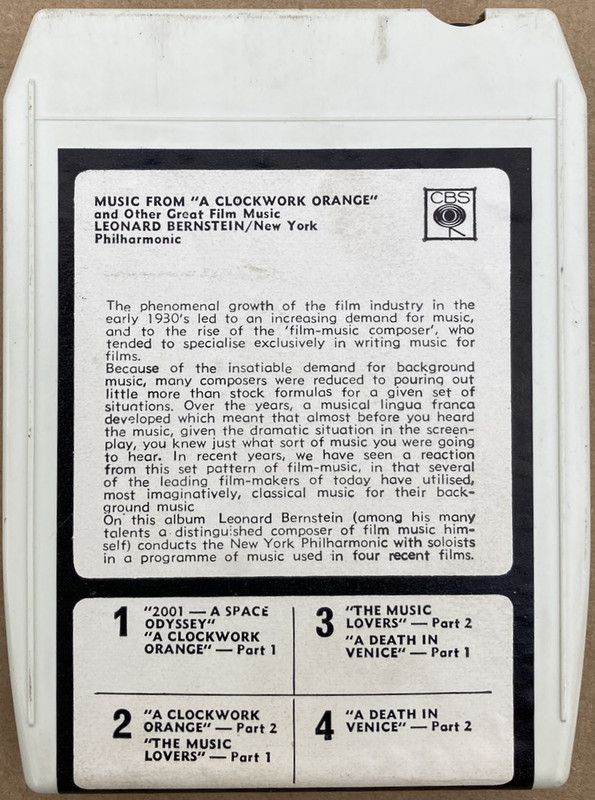 MUSIC FROM "A CLOCKWORK ORANGE"
and Other Great Film Music
LEONARD BERNSTEIN/New York
Philharmonic
CBS
The phenomenal growth of the film industry in the
early 1930's led to an increasing demand for music,
and to the rise of the 'film-music composer', who
tended to specialise exclusively in writing music for
films.
Because of the insatiable demand for background
music, many composers were reduced to pouring out
little more than stock formulas for a given set of
situations. Over the years, a musical lingua franca
developed which meant that almost before you heard
the music, given the dramatic situation in the screen-
play, you knew just what sort of music you were going
to hear. In recent years, we have seen a reaction
from this set pattern of film-music, in that several
of the leading film-makers of today have utilised,
most imaginatively, classical music for their back-
ground music
On this album Leonard Bernstein (among his many
talents a distinguished composer of film music him-
self) conducts the New York Philharmonic with soloists
in a programme of music used in four recent films.
1 "2001 — A SPACE
ODYSSEY"
"A CLOCKWORK
ORANGE" — Part 1
2 "A CLOCKWORK
ORANGE" — Part 2
"THE MUSIC
LOVERS" — Part 1
3 "THE MUSIC
LOVERS" — Part 2
"A DEATH IN
VENICE" — Part 1
4 "A DEATH IN
VENICE" — Part 2